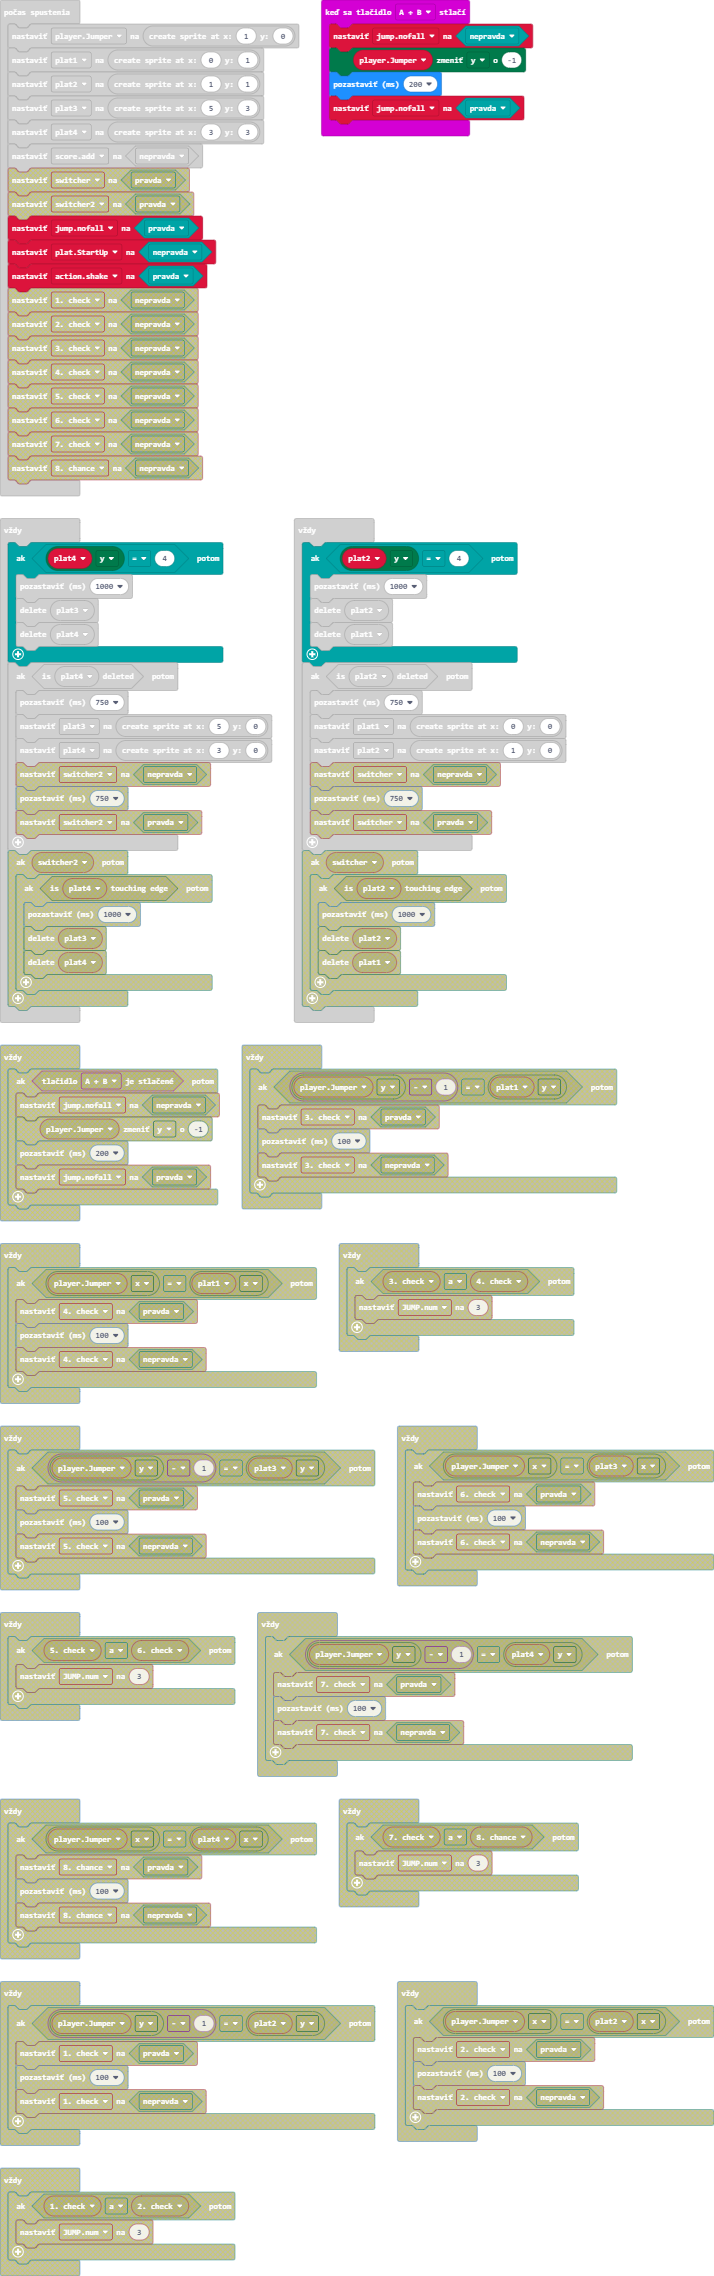 počas spustenia
nastaviť player.Jumper na create sprite at x: 1 y: 0
nastaviť plat1 na create sprite at x: 0 y: 1
nastaviť plat2 na create sprite at x: 1 y: 1
nastaviť plat3 na create sprite at x: 5 y: 3
nastaviť plat4 na create sprite at x: 3 y: 3
nastaviť score.add na nepravda
nastaviť switcher na pravda
nastaviť switcher2 na pravda
nastaviť jump.nofall na pravda
nastaviť plat.StartUp na nepravda
nastaviť action.shake na pravda
nastaviť 1. check na nepravda
nastaviť 2. check na nepravda
nastaviť 3. check na nepravda
nastaviť 4. check na nepravda
nastaviť 5. check na nepravda
nastaviť 6. check na nepravda
nastaviť 7. check na nepravda
nastaviť 8. chance na nepravda
keď sa tlačidlo A + B stlačí
nastaviť jump.nofall na nepravda
player.Jumper zmeniť y o -1
pozastaviť (ms) 200
nastaviť jump.nofall na pravda
vždy
ak plat4 y = 4 potom
pozastaviť (ms) 1000
delete plat3
delete plat4
ak is plat4 deleted potom
pozastaviť (ms) 750
nastaviť plat3 na create sprite at x: 5 y: 0
nastaviť plat4 na create sprite at x: 3 y: 0
nastaviť switcher2 na nepravda
pozastaviť (ms) 750
nastaviť switcher2 na pravda
ak switcher2 potom
ak is plat4 touching edge potom
pozastaviť (ms) 1000
delete plat3
delete plat4
vždy
ak plat2 y = 4 potom
pozastaviť (ms) 1000
delete plat2
delete plat1
ak is plat2 deleted potom
pozastaviť (ms) 750
nastaviť plat1 na create sprite at x: 0 y: 0
nastaviť plat2 na create sprite at x: 1 y: 0
nastaviť switcher na nepravda
pozastaviť (ms) 750
nastaviť switcher na pravda
ak switcher potom
ak is plat2 touching edge potom
pozastaviť (ms) 1000
delete plat2
delete plat1
vždy
ak tlačidlo A + B je stlačené potom
nastaviť jump.nofall na nepravda
player.Jumper zmeniť y o -1
pozastaviť (ms) 200
nastaviť jump.nofall na pravda
vždy
ak player.Jumper y - 1 = plat1 y potom
nastaviť 3. check na pravda
pozastaviť (ms) 100
nastaviť 3. check na nepravda
vždy
ak player.Jumper x = plat1 x potom
nastaviť 4. check na pravda
pozastaviť (ms) 100
nastaviť 4. check na nepravda
vždy
ak 3. check a 4. check potom
nastaviť JUMP.num na 3
vždy
ak player.Jumper y - 1 = plat3 y potom
nastaviť 5. check na pravda
pozastaviť (ms) 100
nastaviť 5. check na nepravda
vždy
ak player.Jumper x = plat3 x potom
nastaviť 6. check na pravda
pozastaviť (ms) 100
nastaviť 6. check na nepravda
vždy
ak 5. check a 6. check potom
nastaviť JUMP.num na 3
vždy
ak player.Jumper y - 1 = plat4 y potom
nastaviť 7. check na pravda
pozastaviť (ms) 100
nastaviť 7. check na nepravda
vždy
ak player.Jumper x = plat4 x potom
nastaviť 8. chance na pravda
pozastaviť (ms) 100
nastaviť 8. chance na nepravda
vždy
ak 7. check a 8. chance potom
nastaviť JUMP.num na 3
vždy
ak player.Jumper y - 1 = plat2 y potom
nastaviť 1. check na pravda
pozastaviť (ms) 100
nastaviť 1. check na nepravda
vždy
ak player.Jumper x = plat2 x potom
nastaviť 2. check na pravda
pozastaviť (ms) 100
nastaviť 2. check na nepravda
vždy
ak 1. check a 2. check potom
nastaviť JUMP.num na 3